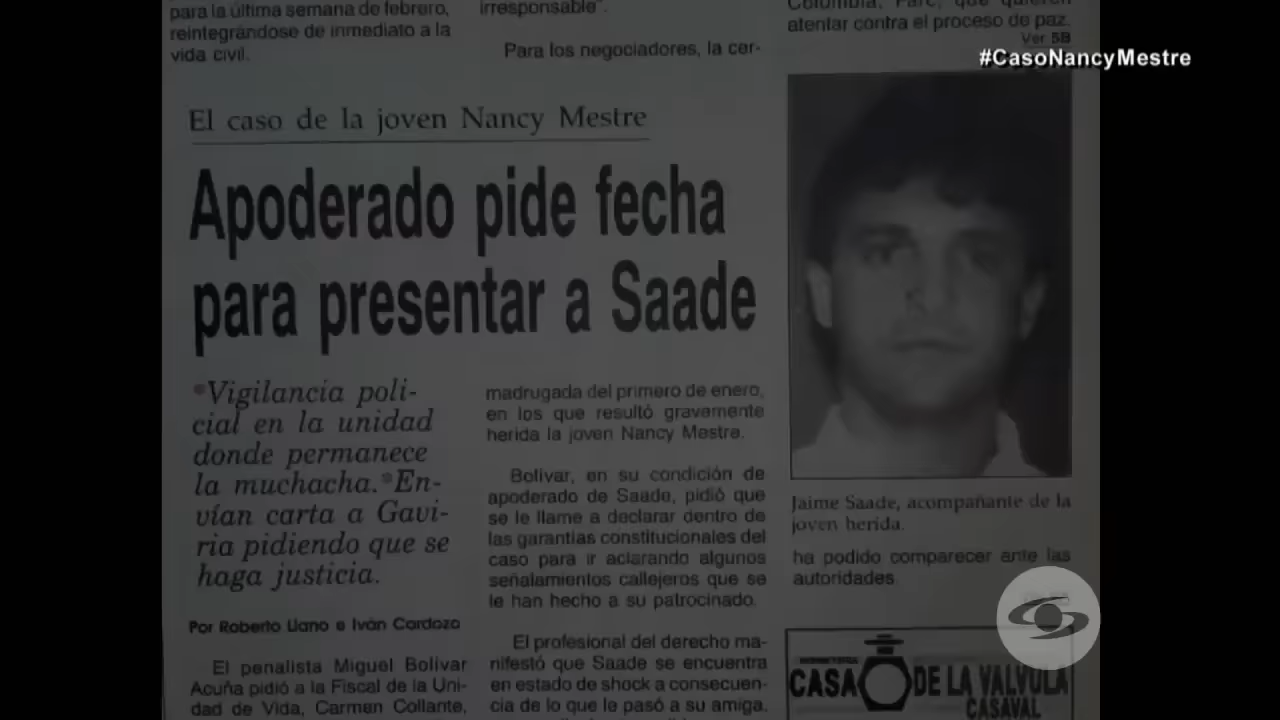 para la última semana de febrero,
reintegrándose de inmediato a la
vida civil.
irresponsable".
Para los negociadores, la cer-
Colombia, Farc, que quieren
atentar contra el proceso de paz.
Ver 5B
#CasoNancyMestre
El caso de la joven Nancy Mestre
Apoderado pide fecha
para presentar a Saade
*Vigilancia poli-
cial en la unidad
donde permanece
la muchacha.*En-
vían carta a Gavi-
ria pidiendo que se
haga justicia.
Por Roberto Llano e Iván Cardozo
El penalista Miguel Bolívar
Acuña pidió a la Fiscal de la Uni-
dad de Vida, Carmen Collante,
madrugada del primero de enero,
en los que resultó gravemente
herida la joven Nancy Mestre.
Bolívar, en su condición de
apoderado de Saade, pidió que
se le llame a declarar dentro de
las garantías constitucionales del
caso para ir aclarando algunos
señalamientos callejeros que se
le han hecho a su patrocinado.
El profesional del derecho ma-
nifestó que Saade se encuentra
en estado de shock a consecuen-
cia de lo que le pasó a su amiga,
Jaime Saade, acompañante de la
joven herida.
ha podido comparecer ante las
autoridades.
CASA DE LA VALVULA
CASAVAL